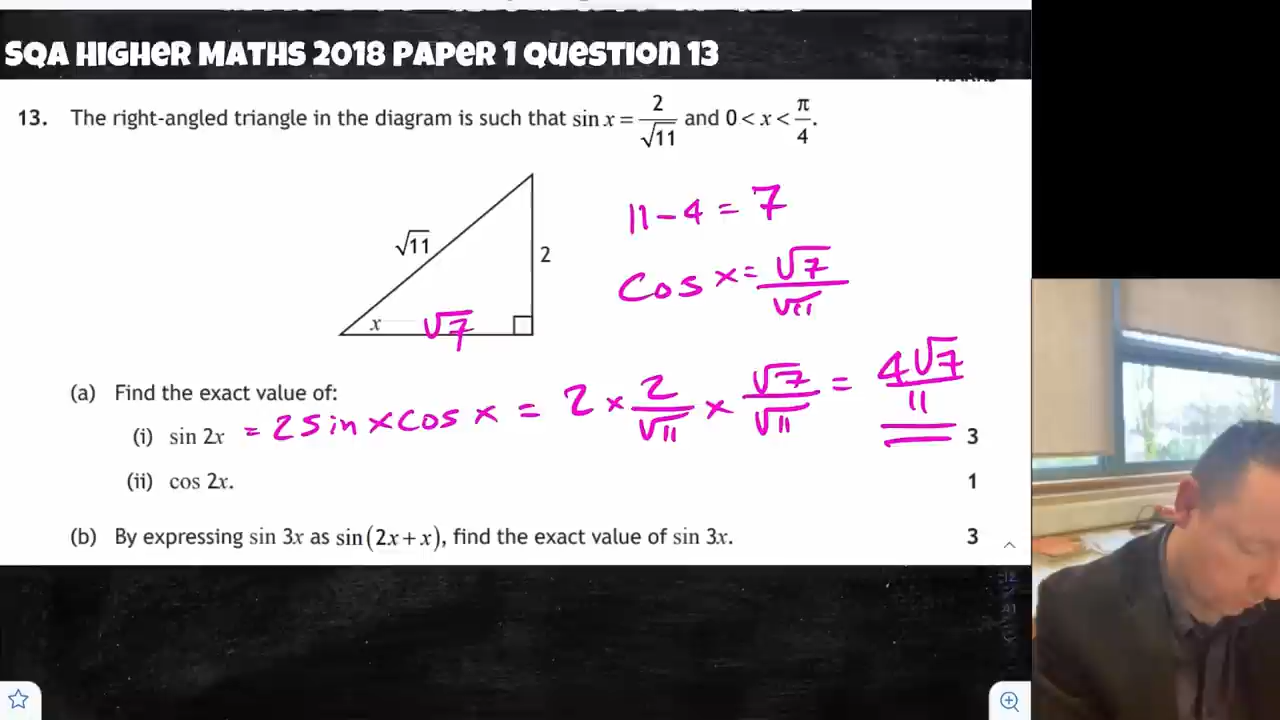 SQA HIGHER MATHS 2018 PAPER 1 QUESTION 13
13. The right-angled triangle in the diagram is such that sin x = 2/√11 and 0 < x < π/4.
11 - 4 = 7
√11
2
cos x = √7/√11
x
√7
(a) Find the exact value of:
(i) sin 2x = 2 sin x cos x = 2 × 2/√11 × √7/√11 = 4√7/11 3
(ii) cos 2x. 1
(b) By expressing sin 3x as sin(2x + x), find the exact value of sin 3x. 3